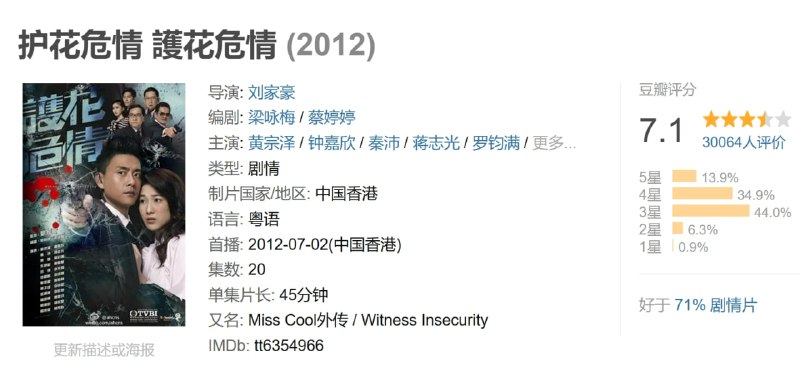 护花危情 護花危情 (2012)
護花
危情
TVBI
更新描述或海报
导演: 刘家豪
编剧: 梁咏梅 / 蔡婷婷
主演: 黄宗泽 / 钟嘉欣 / 秦沛 / 蒋志光 / 罗钧满 / 更多...
类型: 剧情
制片国家/地区: 中国香港
语言: 粤语
首播: 2012-07-02(中国香港)
集数: 20
单集片长: 45分钟
又名: Miss Cool外传 / Witness Insecurity
IMDb: tt6354966
豆瓣评分
7.1
30064人评价
5星 13.9%
4星 34.9%
3星 44.0%
2星 6.3%
1星 0.9%
好于 71% 剧情片